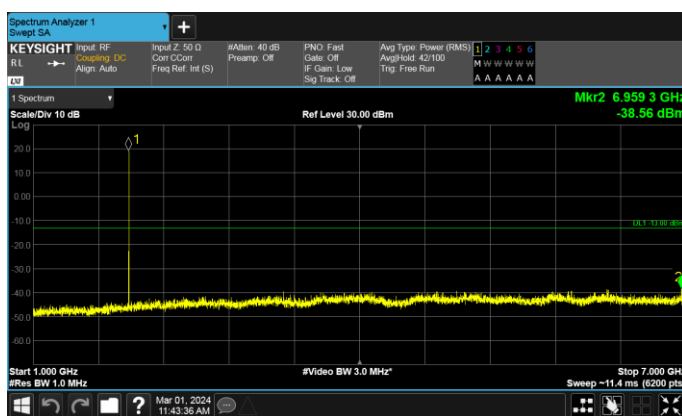 Spectrum Analyzer 1
Swept SA
+
KEYSIGHT Input: RF Input Z: 50 Ω #Atten: 40 dB PNO: Fast Avg Type: Power (RMS) 1 2 3 4 5 6
R L Coupling: DC Corr CCorr Preamp: Off Gate: Off Avg|Hold: 42/100 M W W W W W
Align: Auto Freq Ref: Int (S) IF Gain: Low Trig: Free Run
LXI Sig Track: Off A A A A A A
1 Spectrum Mkr2 6.959 3 GHz
Scale/Div 10 dB Ref Level 30.00 dBm -38.56 dBm
Log
1
20.0
10.0
0.00
-10.0
DL1 -13.00 dBm
-20.0
-30.0
2
-40.0
-50.0
-60.0
Start 1.000 GHz #Video BW 3.0 MHz* Stop 7.000 GHz
#Res BW 1.0 MHz Sweep ~11.4 ms (6200 pts)
? Mar 01, 2024
11:43:36 AM